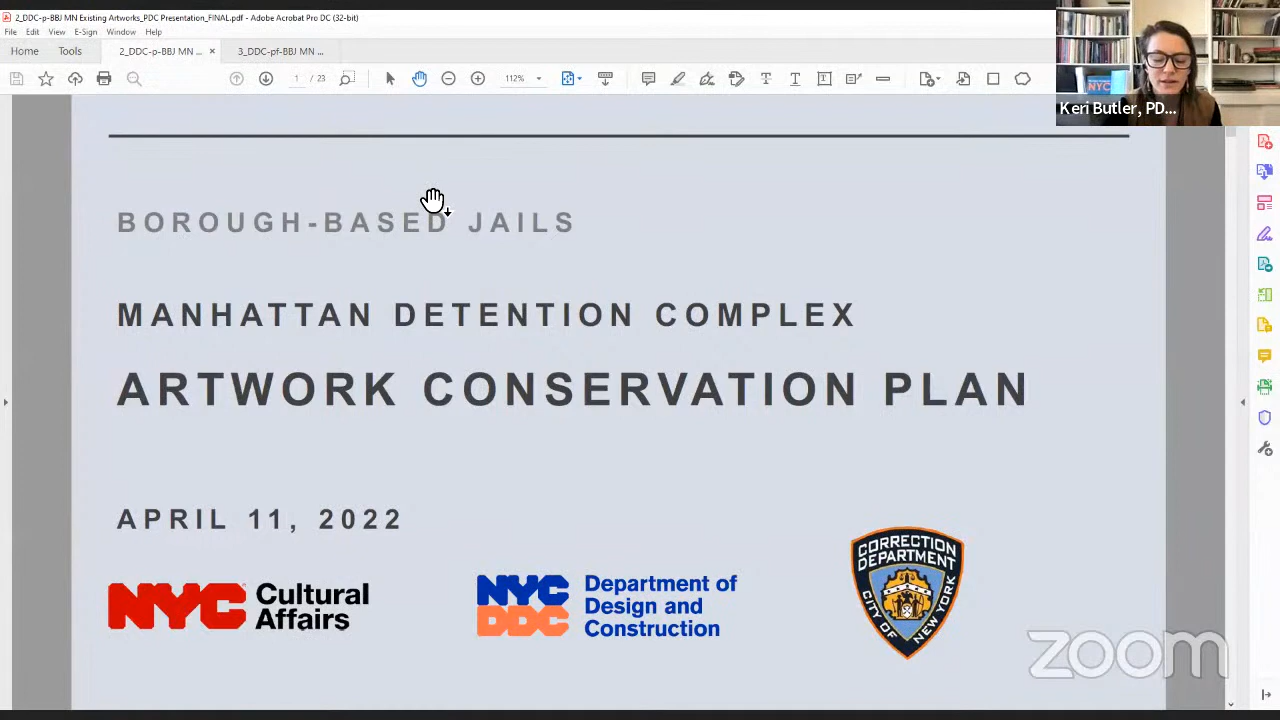 2_DDC-p-BBJ MN Existing Artworks_PDC Presentation_FINAL.pdf - Adobe Acrobat Pro DC (32-bit)
File Edit View E-Sign Window Help
Home Tools 2_DDC-p-BBJ MN ... × 3_DDC-pf-BBJ MN ...
1 / 23 112%
NYC
Keri Butler, PD...
BOROUGH-BASED JAILS
MANHATTAN DETENTION COMPLEX
ARTWORK CONSERVATION PLAN
APRIL 11, 2022
NYC Cultural Affairs
NYC DDC Department of Design and Construction
CORRECTION DEPARTMENT CITY OF NEW YORK
zoom